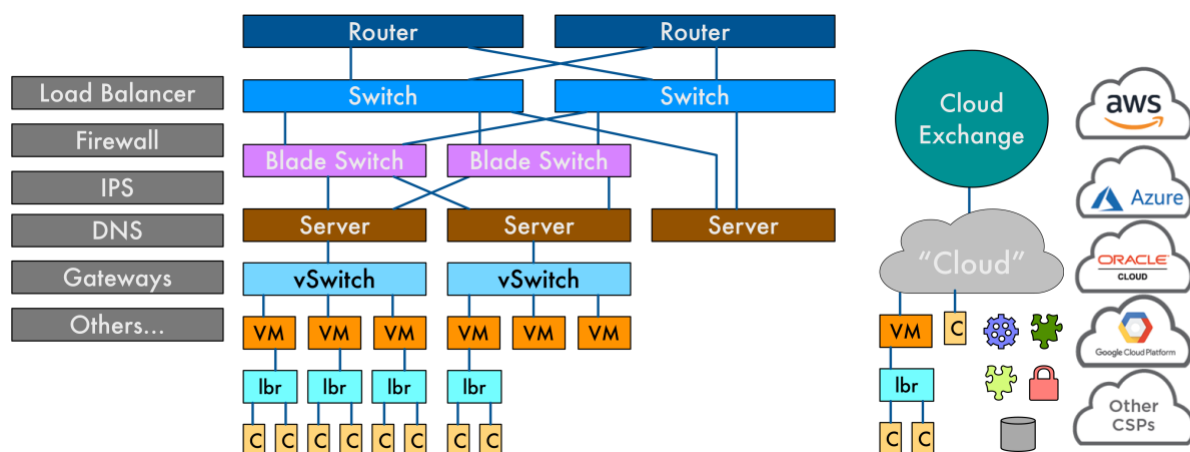 Router
Router
Load Balancer
Switch
Switch
Cloud
Exchange
aws
Firewall
Blade Switch
Blade Switch
IPS
Azure
DNS
Server
Server
Server
"Cloud"
ORACLE
CLOUD
Gateways
vSwitch
vSwitch
Others...
VM
VM
VM
VM
VM
VM
VM
C
Google Cloud Platform
lbr
lbr
lbr
lbr
lbr
Other
CSPs
C
C
C
C
C
C
C
C
C
C